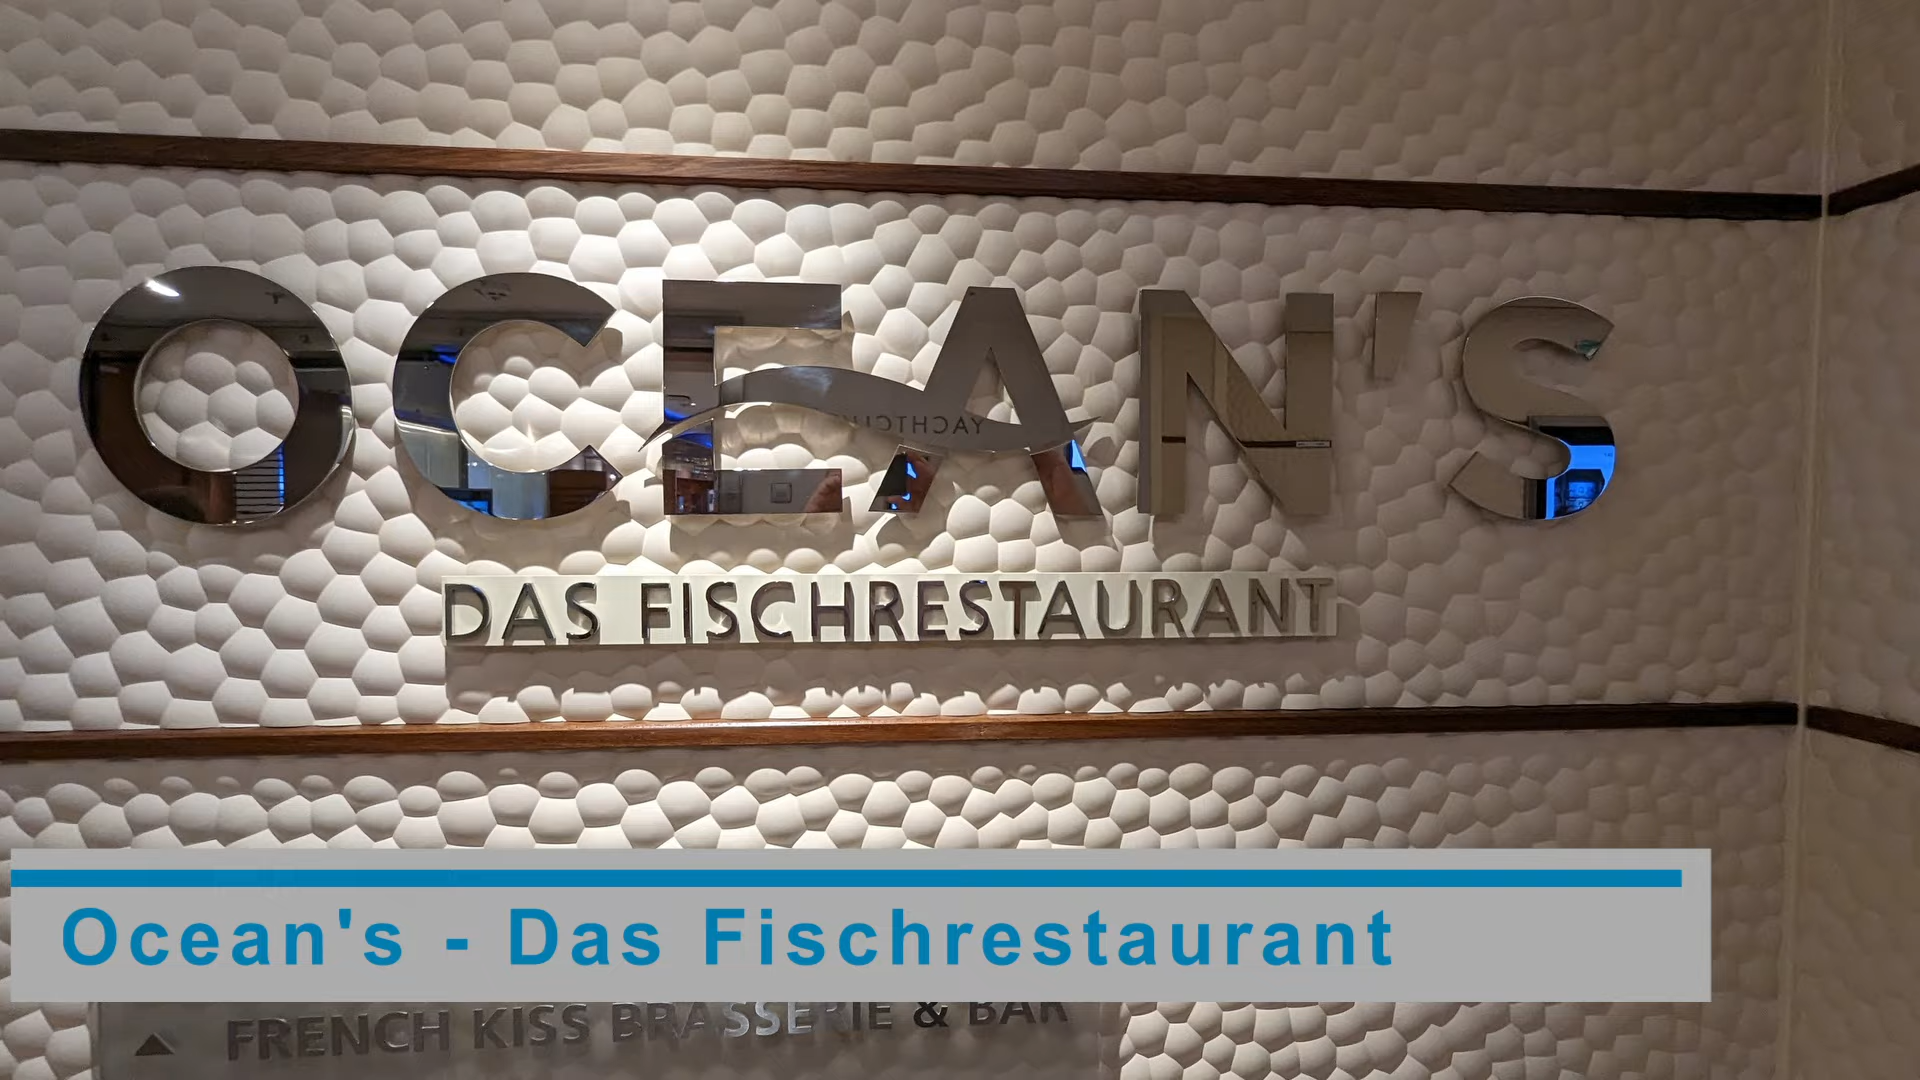 OCEAN'S
DAS FISCHRESTAURANT
Ocean's - Das Fischrestaurant
FRENCH KISS BRASSERIE & BAR